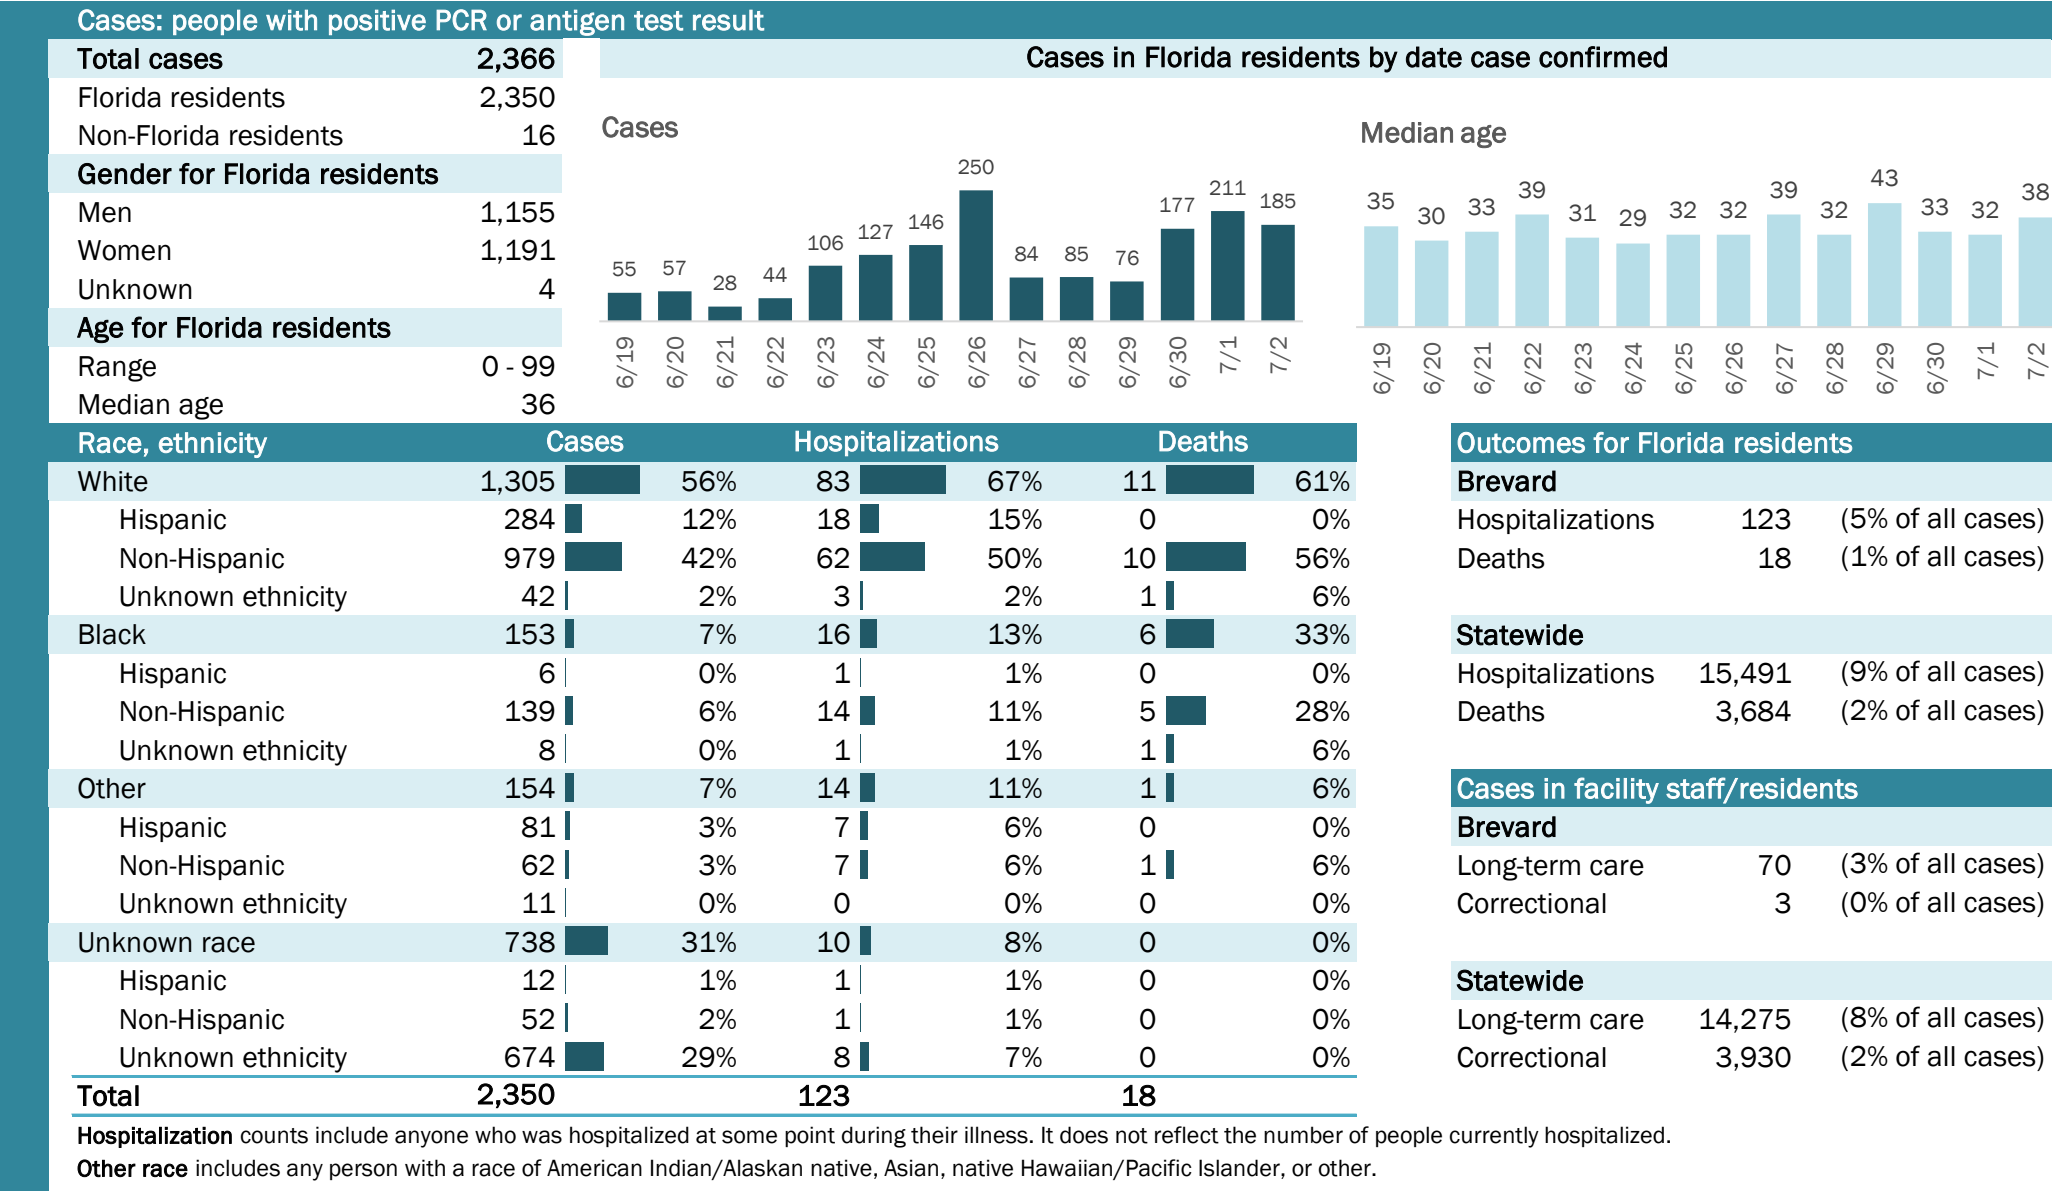 Cases: people with positive PCR or antigen test result
Total cases 2,366
Florida residents 2,350
Non-Florida residents 16
Gender for Florida residents
Men 1,155
Women 1,191
Unknown 4
Age for Florida residents
Range 0 - 99
Median age 36
Cases in Florida residents by date case confirmed
Cases
55 57 28 44 106 127 146 250 84 85 76 177 211 185
6/19 6/20 6/21 6/22 6/23 6/24 6/25 6/26 6/27 6/28 6/29 6/30 7/1 7/2
Median age
35 30 33 39 31 29 32 32 39 32 43 33 32 38
6/19 6/20 6/21 6/22 6/23 6/24 6/25 6/26 6/27 6/28 6/29 6/30 7/1 7/2
Race, ethnicity Cases Hospitalizations Deaths
White 1,305 56% 83 67% 11 61%
Hispanic 284 12% 18 15% 0 0%
Non-Hispanic 979 42% 62 50% 10 56%
Unknown ethnicity 42 2% 3 2% 1 6%
Black 153 7% 16 13% 6 33%
Hispanic 6 0% 1 1% 0 0%
Non-Hispanic 139 6% 14 11% 5 28%
Unknown ethnicity 8 0% 1 1% 1 6%
Other 154 7% 14 11% 1 6%
Hispanic 81 3% 7 6% 0 0%
Non-Hispanic 62 3% 7 6% 1 6%
Unknown ethnicity 11 0% 0 0% 0 0%
Unknown race 738 31% 10 8% 0 0%
Hispanic 12 1% 1 1% 0 0%
Non-Hispanic 52 2% 1 1% 0 0%
Unknown ethnicity 674 29% 8 7% 0 0%
Total 2,350 123 18
Outcomes for Florida residents
Brevard
Hospitalizations 123 (5% of all cases)
Deaths 18 (1% of all cases)
Statewide
Hospitalizations 15,491 (9% of all cases)
Deaths 3,684 (2% of all cases)
Cases in facility staff/residents
Brevard
Long-term care 70 (3% of all cases)
Correctional 3 (0% of all cases)
Statewide
Long-term care 14,275 (8% of all cases)
Correctional 3,930 (2% of all cases)
Hospitalization counts include anyone who was hospitalized at some point during their illness. It does not reflect the number of people currently hospitalized.
Other race includes any person with a race of American Indian/Alaskan native, Asian, native Hawaiian/Pacific Islander, or other.